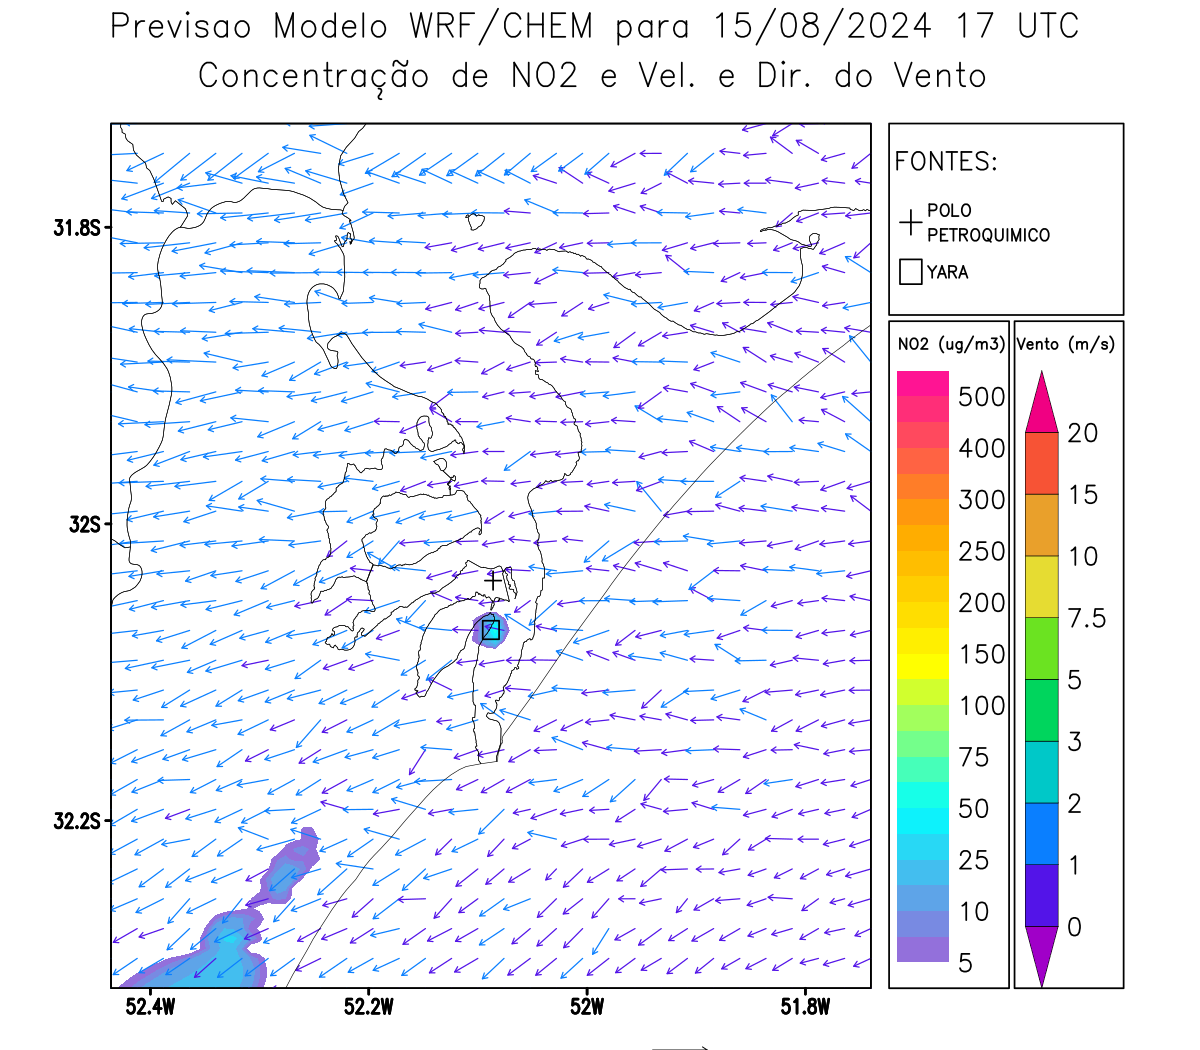 Previsao Modelo WRF/CHEM para 15/08/2024 17 UTC
Concentração de NO2 e Vel. e Dir. do Vento
FONTES:
POLO
PETROQUIMICO
YARA
NO2 (ug/m3)
500
400
300
250
200
150
100
75
50
25
10
5
Vento (m/s)
20
15
10
7.5
5
3
2
1
0
31.8S
32S
32.2S
52.4W
52.2W
52W
51.8W